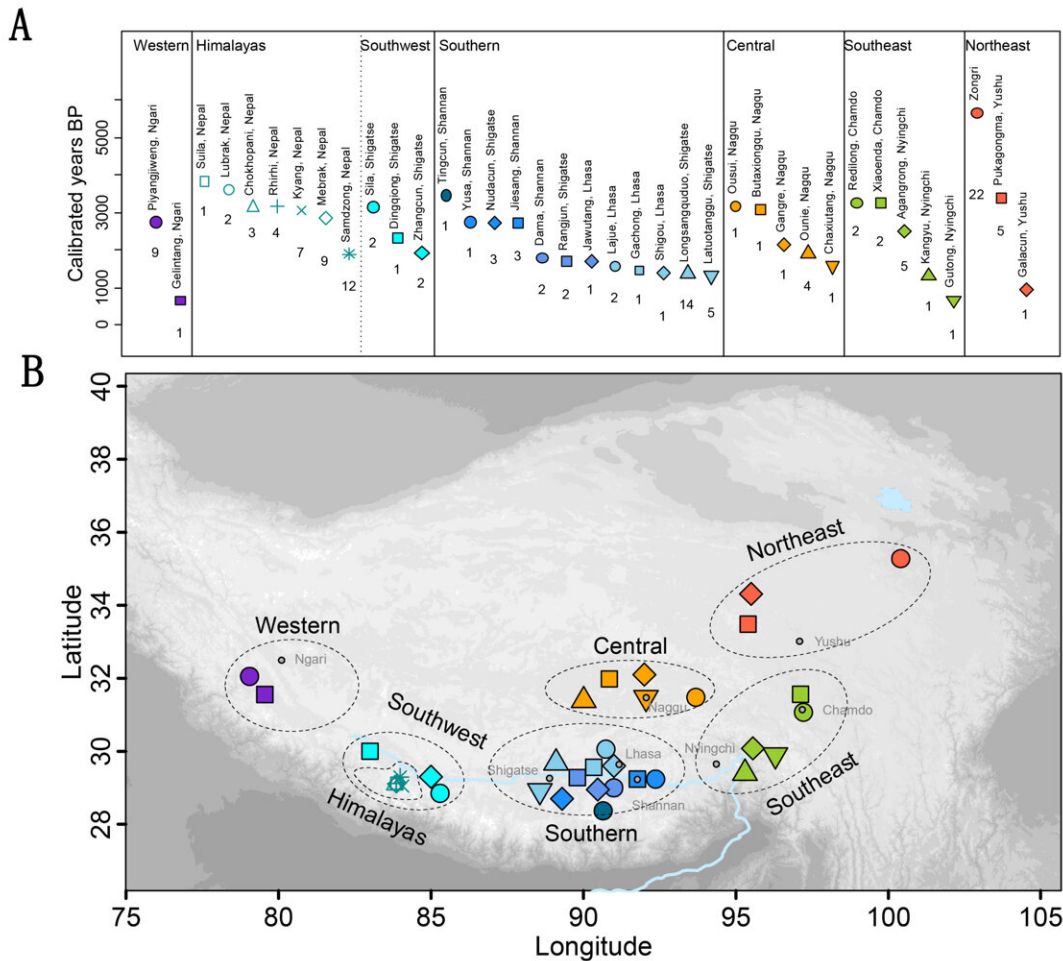 A
Western
Himalayas
Southwest
Southern
Central
Southeast
Northeast
Calibrated years BP
5000
3000
1000
0
Piyangjiweng, Ngari
9
Gelintang, Ngari
1
Suila, Nepal
1
Lubrak, Nepal
2
Chokhopani, Nepal
3
Rhirhi, Nepal
4
Kyang, Nepal
7
Mebrak, Nepal
9
Samdzong, Nepal
12
Sila, Shigatse
2
Dingqiong, Shigatse
1
Zhangcun, Shigatse
2
Tingcun, Shannan
1
Yusa, Shannan
1
Nudacun, Shigatse
3
Jiesang, Shannan
3
Dama, Shannan
2
Rangjun, Shigatse
2
Jawutang, Lhasa
1
Lajue, Lhasa
2
Gachong, Lhasa
1
Shigou, Lhasa
1
Longsangquduo, Shigatse
14
Latuotanggu, Shigatse
5
Ousui, Nagqu
1
Butaxiongqu, Nagqu
1
Gangre, Nagqu
1
Ounie, Nagqu
4
Chaxiutang, Nagqu
1
Redilong, Chamdo
2
Xiaoenda, Chamdo
2
Agangrong, Nyingchi
5
Kangyu, Nyingchi
1
Gutong, Nyingchi
1
Zongri
22
Pukagongma, Yushu
5
Galacun, Yushu
1
B
Latitude
40
38
36
34
32
30
28
Northeast
Yushu
Western
Ngari
Central
Naggu
Chamdo
Southwest
Nyingchi
Lhasa
Shigatse
Shannan
Southeast
Himalayas
Southern
75
80
85
90
95
100
105
Longitude